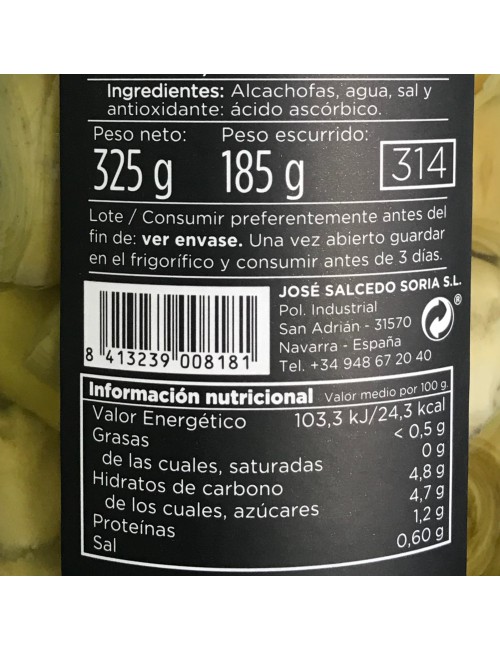 Ingredientes: Alcachofas, agua, sal y
antioxidante: ácido ascórbico.
Peso neto: Peso escurrido:
325 g 185 g 314
Lote / Consumir preferentemente antes del
fin de: ver envase. Una vez abierto guardar
en el frigorífico y consumir antes de 3 días.
JOSÉ SALCEDO SORIA S.L.
Pol. Industrial
San Adrián - 31570
Navarra - España
Tel. +34 948 67 20 40
®
8 413239 008181
Información nutricional Valor medio por 100 g.
Valor Energético 103,3 kJ/24,3 kcal
Grasas < 0,5 g
de las cuales, saturadas 0 g
Hidratos de carbono 4,8 g
de los cuales, azúcares 4,7 g
Proteínas 1,2 g
Sal 0,60 g